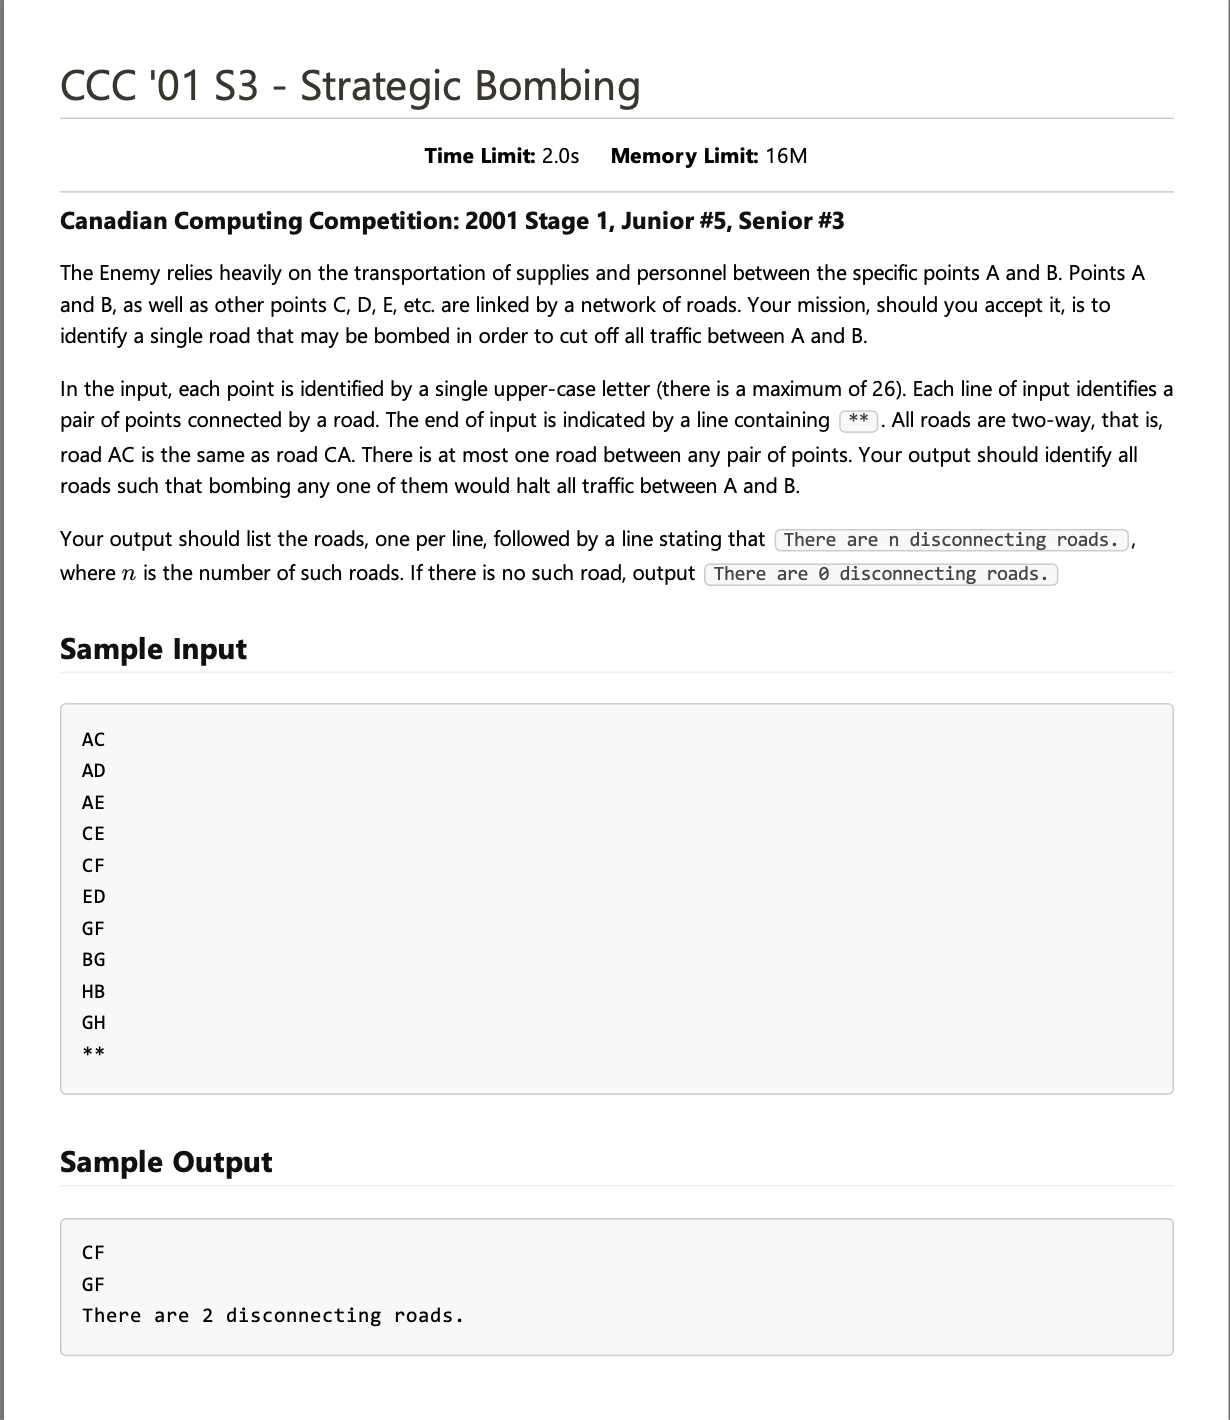 CCC '01 S3 - Strategic Bombing
Time Limit: 2.0s Memory Limit: 16M
Canadian Computing Competition: 2001 Stage 1, Junior #5, Senior #3
The Enemy relies heavily on the transportation of supplies and personnel between the specific points A and B. Points A
and B, as well as other points C, D, E, etc. are linked by a network of roads. Your mission, should you accept it, is to
identify a single road that may be bombed in order to cut off all traffic between A and B.
In the input, each point is identified by a single upper-case letter (there is a maximum of 26). Each line of input identifies a
pair of points connected by a road. The end of input is indicated by a line containing ** . All roads are two-way, that is,
road AC is the same as road CA. There is at most one road between any pair of points. Your output should identify all
roads such that bombing any one of them would halt all traffic between A and B.
Your output should list the roads, one per line, followed by a line stating that There are n disconnecting roads. ,
where n is the number of such roads. If there is no such road, output There are 0 disconnecting roads.
Sample Input
AC
AD
AE
CE
CF
ED
GF
BG
HB
GH
**
Sample Output
CF
GF
There are 2 disconnecting roads.